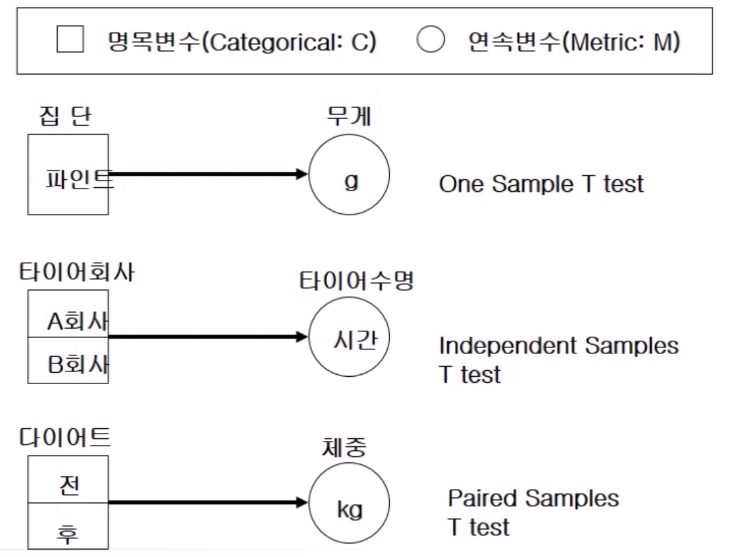 명목변수(Categorical: C) 연속변수(Metric: M)
집 단 무게
파인트 g One Sample T test
타이어회사 타이어수명
A회사 시간 Independent Samples
B회사 T test
다이어트 체중
전 kg Paired Samples
후 T test